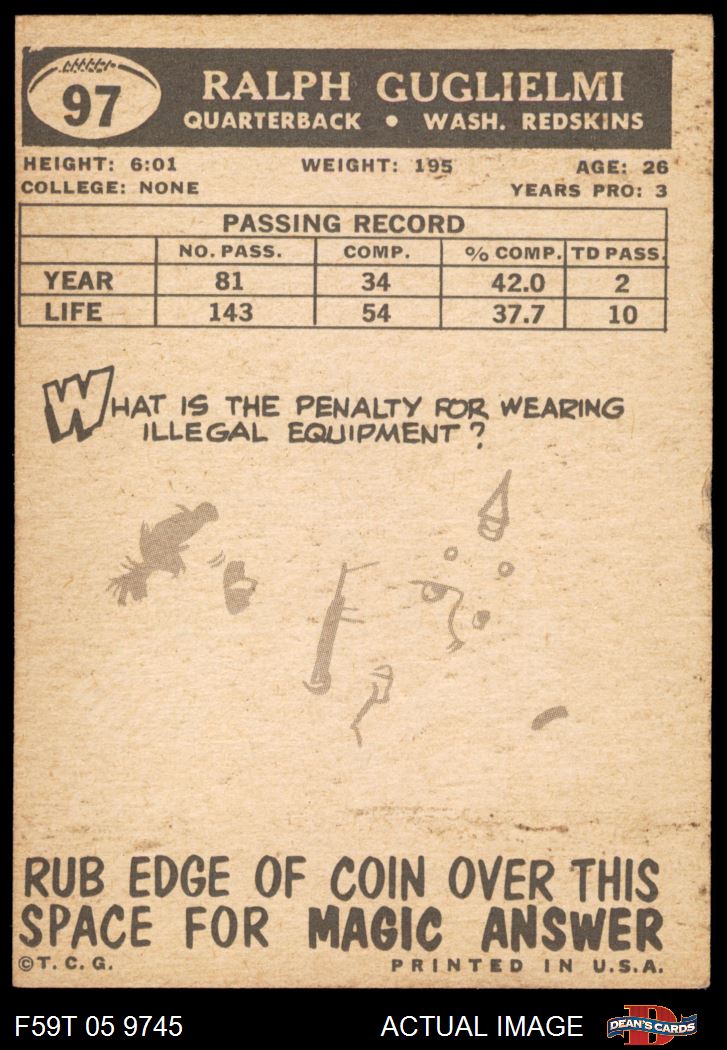 97
RALPH GUGLIELMI
QUARTERBACK • WASH. REDSKINS
HEIGHT: 6:01 WEIGHT: 195 AGE: 26
COLLEGE: NONE YEARS PRO: 3
PASSING RECORD
NO. PASS. COMP. % COMP. TD PASS.
YEAR 81 34 42.0 2
LIFE 143 54 37.7 10
WHAT IS THE PENALTY FOR WEARING
ILLEGAL EQUIPMENT?
RUB EDGE OF COIN OVER THIS
SPACE FOR MAGIC ANSWER
©T.C.G. PRINTED IN U.S.A.
F59T 05 9745 ACTUAL IMAGE D DEAN'S CARDS